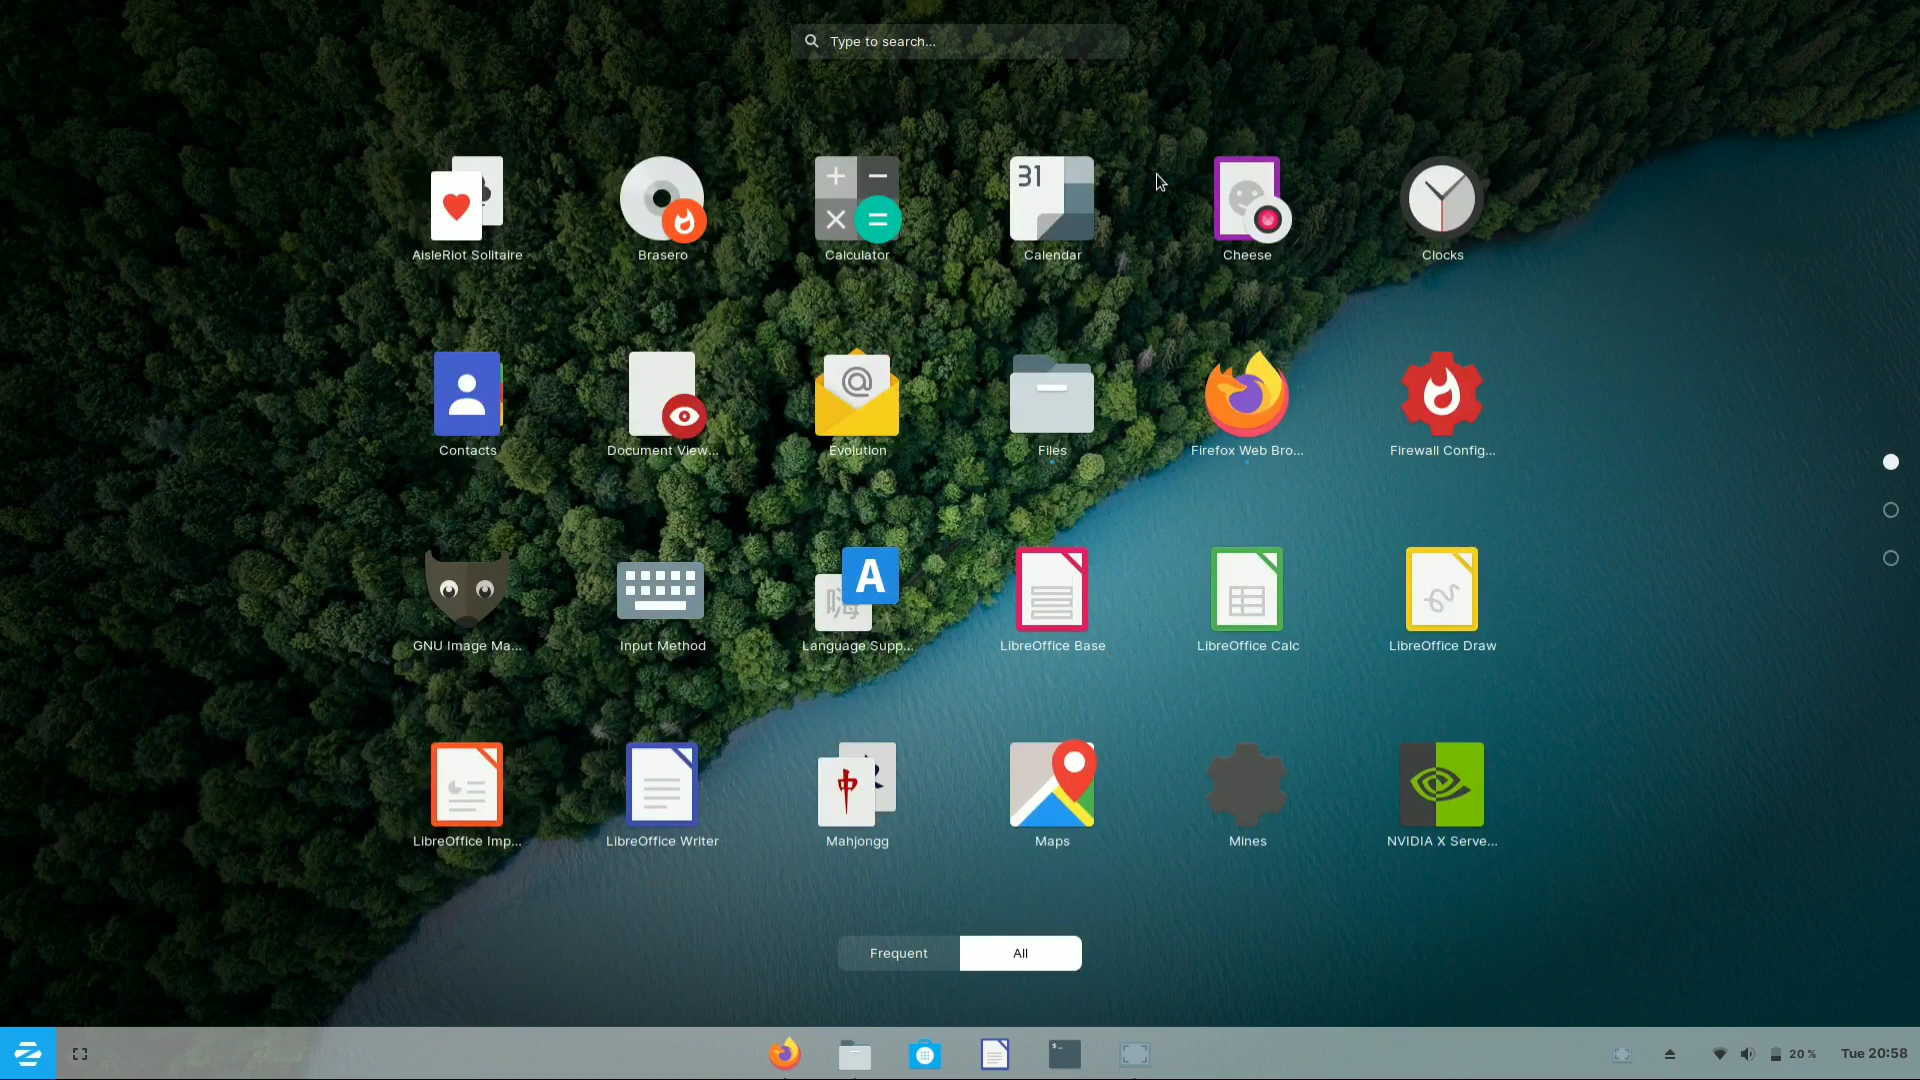 Type to search...
31
AisleRiot Solitaire
Brasero
Calculator
Calendar
Cheese
Clocks
@
Contacts
Document View...
Evolution
Files
Firefox Web Bro...
Firewall Config...
A
嗨
GNU Image Ma...
Input Method
Language Supp...
LibreOffice Base
LibreOffice Calc
LibreOffice Draw
中
LibreOffice Imp...
LibreOffice Writer
Mahjongg
Maps
Mines
NVIDIA X Serve...
Frequent
All
20 %
Tue 20:58